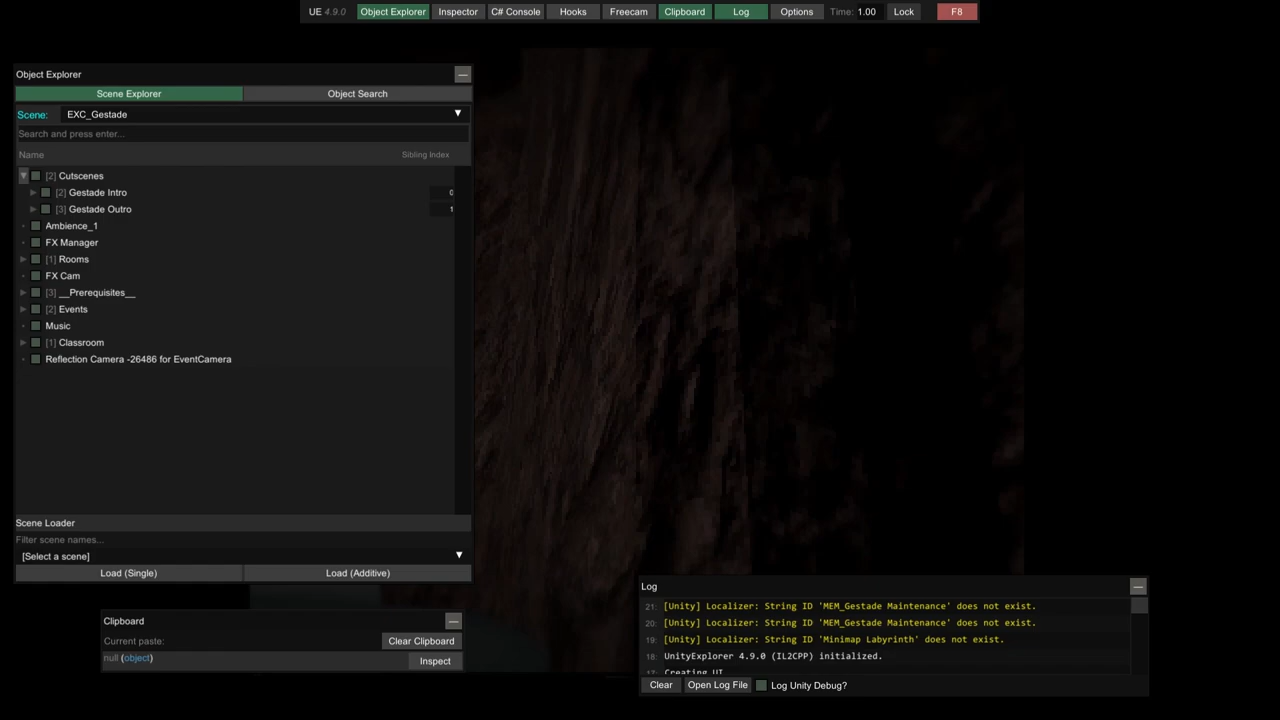 UE 4.9.0 Object Explorer Inspector C# Console Hooks Freecam Clipboard Log Options Time: 1.00 Lock F8
Object Explorer —
Scene Explorer Object Search
Scene: EXC_Gestade ▼
Search and press enter...
Name Sibling Index
▼ [2] Cutscenes
► [2] Gestade Intro 0
► [3] Gestade Outro 1
Ambience_1
FX Manager
► [1] Rooms
FX Cam
► [3] __Prerequisites__
► [2] Events
Music
► [1] Classroom
Reflection Camera -26486 for EventCamera
Scene Loader
Filter scene names...
[Select a scene] ▼
Load (Single) Load (Additive)
Clipboard —
Current paste: Clear Clipboard
null (object) Inspect
Log —
21: [Unity] Localizer: String ID 'MEM_Gestade Maintenance' does not exist.
20: [Unity] Localizer: String ID 'MEM_Gestade Maintenance' does not exist.
19: [Unity] Localizer: String ID 'Minimap Labyrinth' does not exist.
18: UnityExplorer 4.9.0 (IL2CPP) initialized.
17: Creating UI
Clear Open Log File Log Unity Debug?